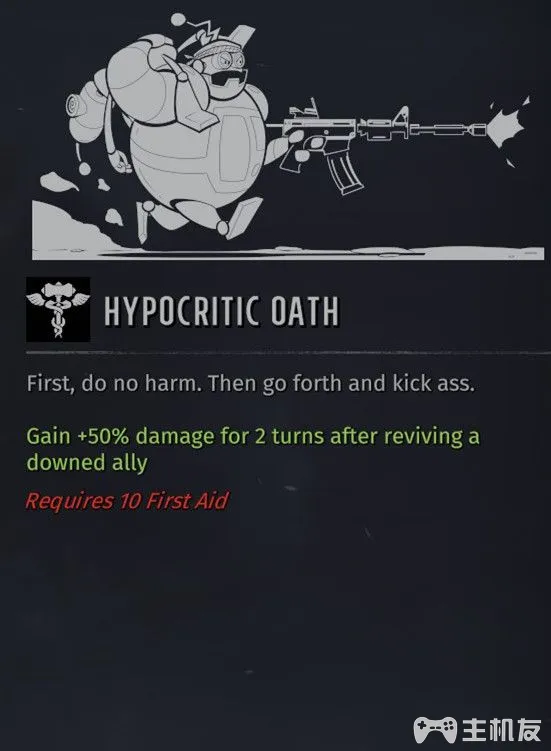 HYPOCRITIC OATH
First, do no harm. Then go forth and kick ass.
Gain +50% damage for 2 turns after reviving a
downed ally
Requires 10 First Aid
主机友